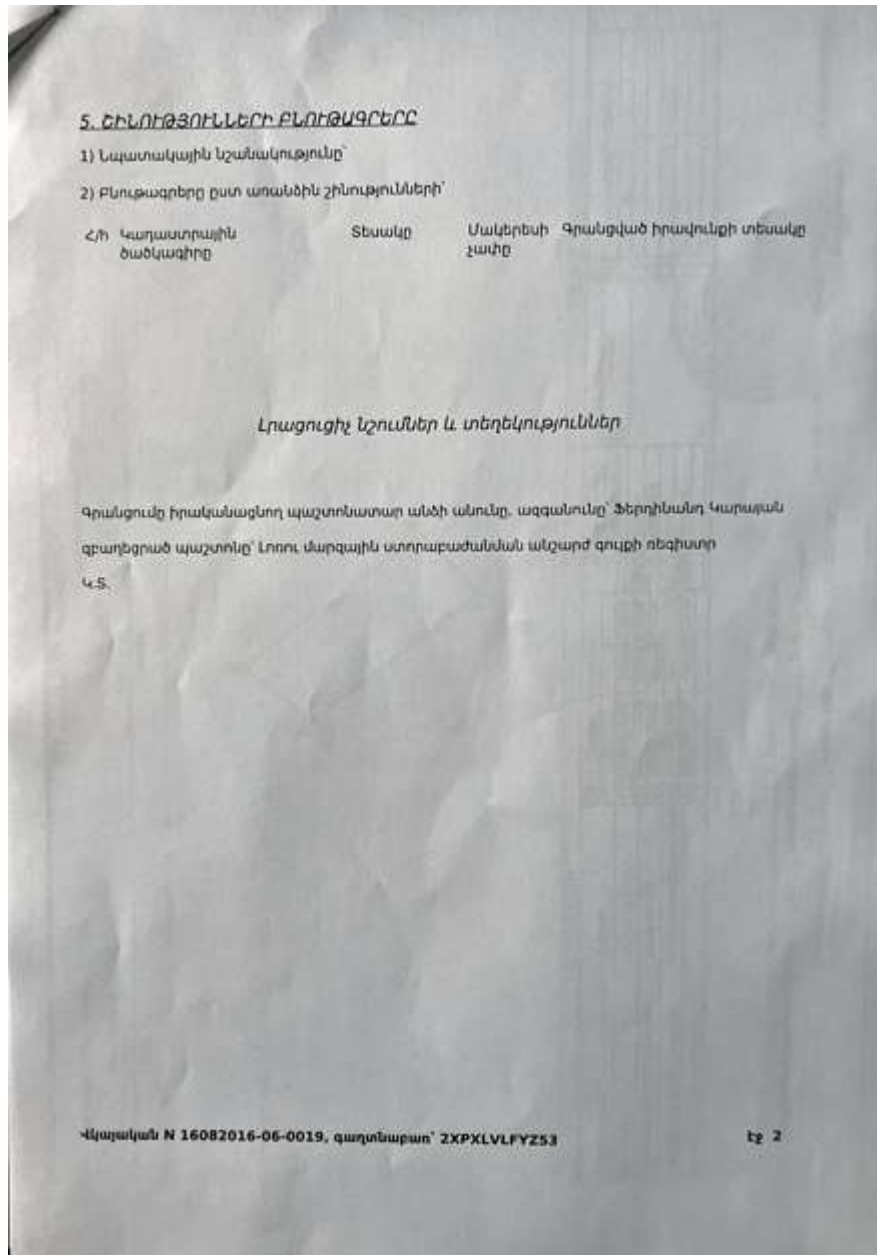 5. ՇԻՆՈՒԹՅՈՒՆՆԵՐԻ ԲՆՈՒԹԱԳՐԵՐԸ
1) Նպատակային նշանակությունը՝
2) Բնութագրերը ըստ առանձին շինությունների՝
Հ/հ Կադաստրային Տեսակը Մակերեսի Գրանցված իրավունքի տեսակը
ծածկագիրը չափը
Լրացուցիչ նշումներ և տեղեկություններ
Գրանցումը իրականացնող պաշտոնատար անձի անունը, ազգանունը՝ Ֆերդինանդ Կարապյան
զբաղեցրած պաշտոնը՝ Լոռու մարզային ստորաբաժանման անշարժ գույքի ռեգիստր
Կ.Տ.
Վկայական N 16082016-06-0019, գաղտնաբառ՝ 2XPXLVLFYZ53 էջ 2